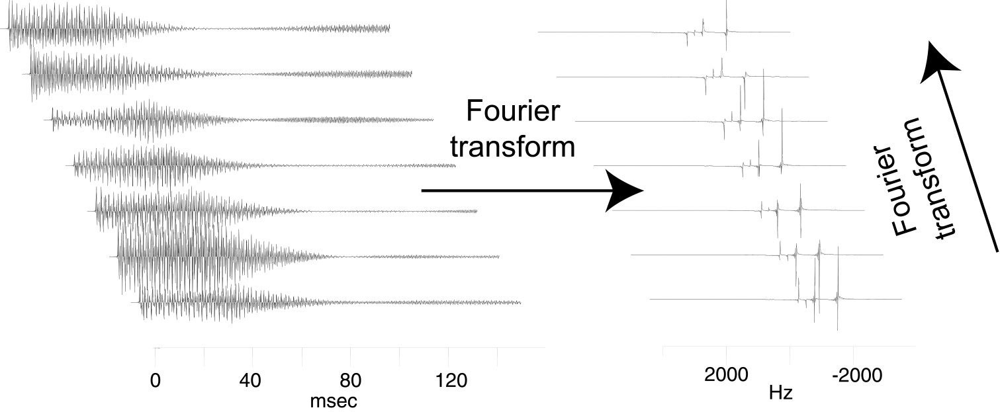 Fourier
transform
Fourier
transform
0 40 80 120
msec
2000 -2000
Hz